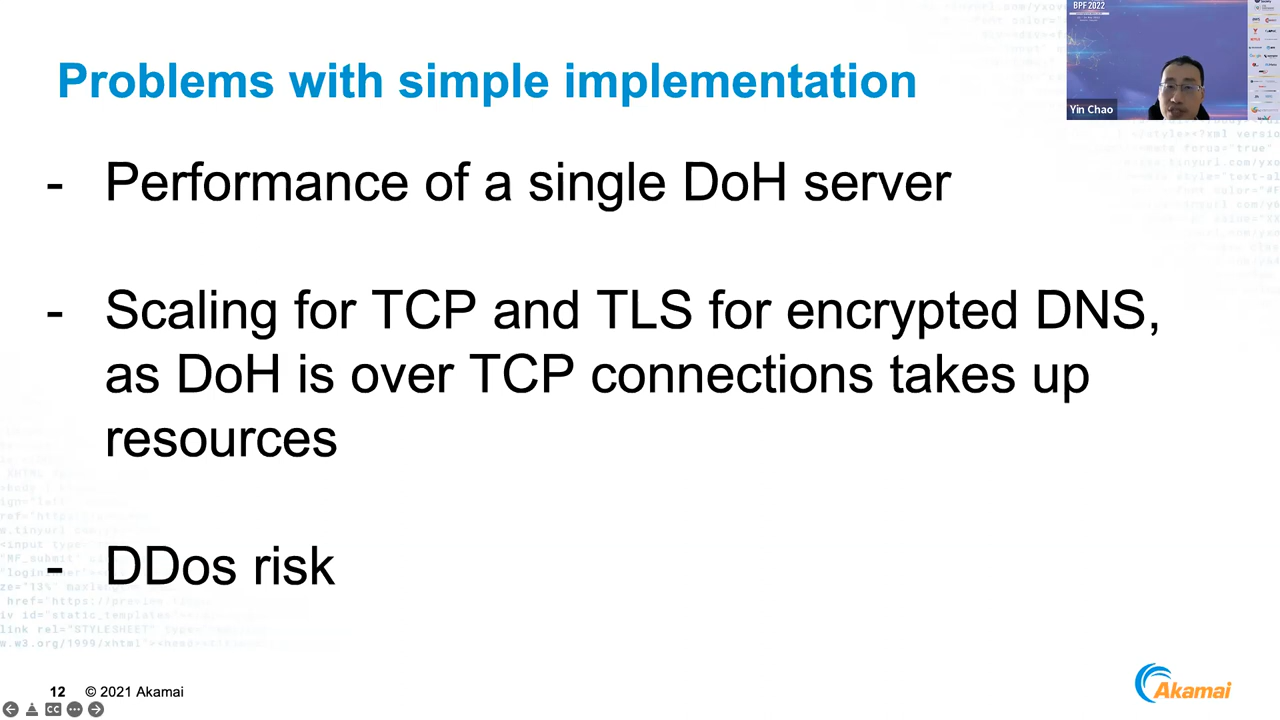 Problems with simple implementation
BPF 2022
Yin Chao
- Performance of a single DoH server
- Scaling for TCP and TLS for encrypted DNS,
as DoH is over TCP connections takes up
resources
- DDos risk
12 © 2021 Akamai
CC
Akamai